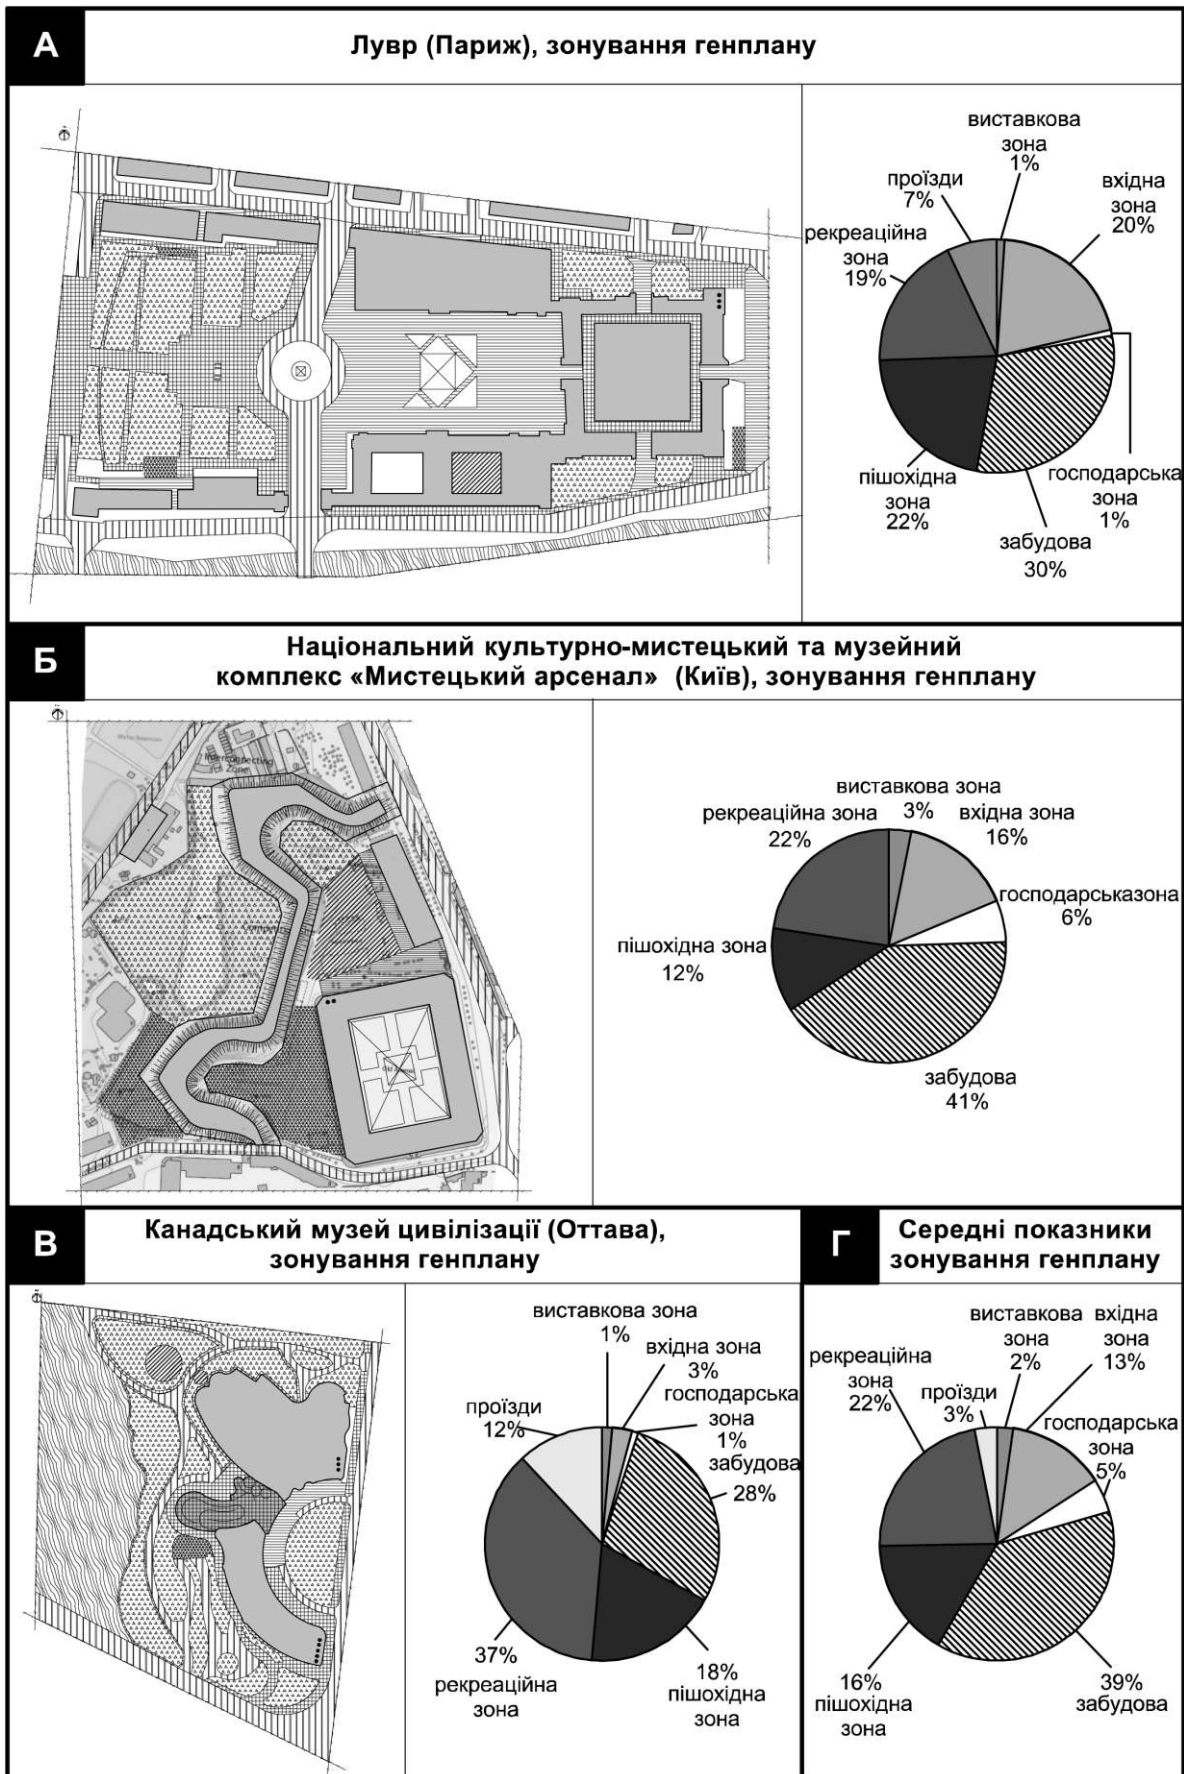 А
Лувр (Париж), зонування генплану
виставкова
зона
1%
вхідна
зона
20%
проїзди
7%
рекреаційна
зона
19%
пішохідна
зона
22%
господарська
зона
1%
забудова
30%
Б
Національний культурно-мистецький та музейний
комплекс «Мистецький арсенал» (Київ), зонування генплану
Interconnecting
Zone
виставкова зона
3%
рекреаційна зона
22%
вхідна зона
16%
господарськазона
6%
пішохідна зона
12%
забудова
41%
В
Канадський музей цивілізації (Оттава),
зонування генплану
виставкова зона
1%
вхідна зона
3%
господарська
зона
1%
забудова
28%
проїзди
12%
37%
рекреаційна
зона
18%
пішохідна
зона
Г
Середні показники
зонування генплану
виставкова
зона
2%
вхідна
зона
13%
рекреаційна
зона
22%
проїзди
3%
господарська
зона
5%
16%
пішохідна
зона
39%
забудова